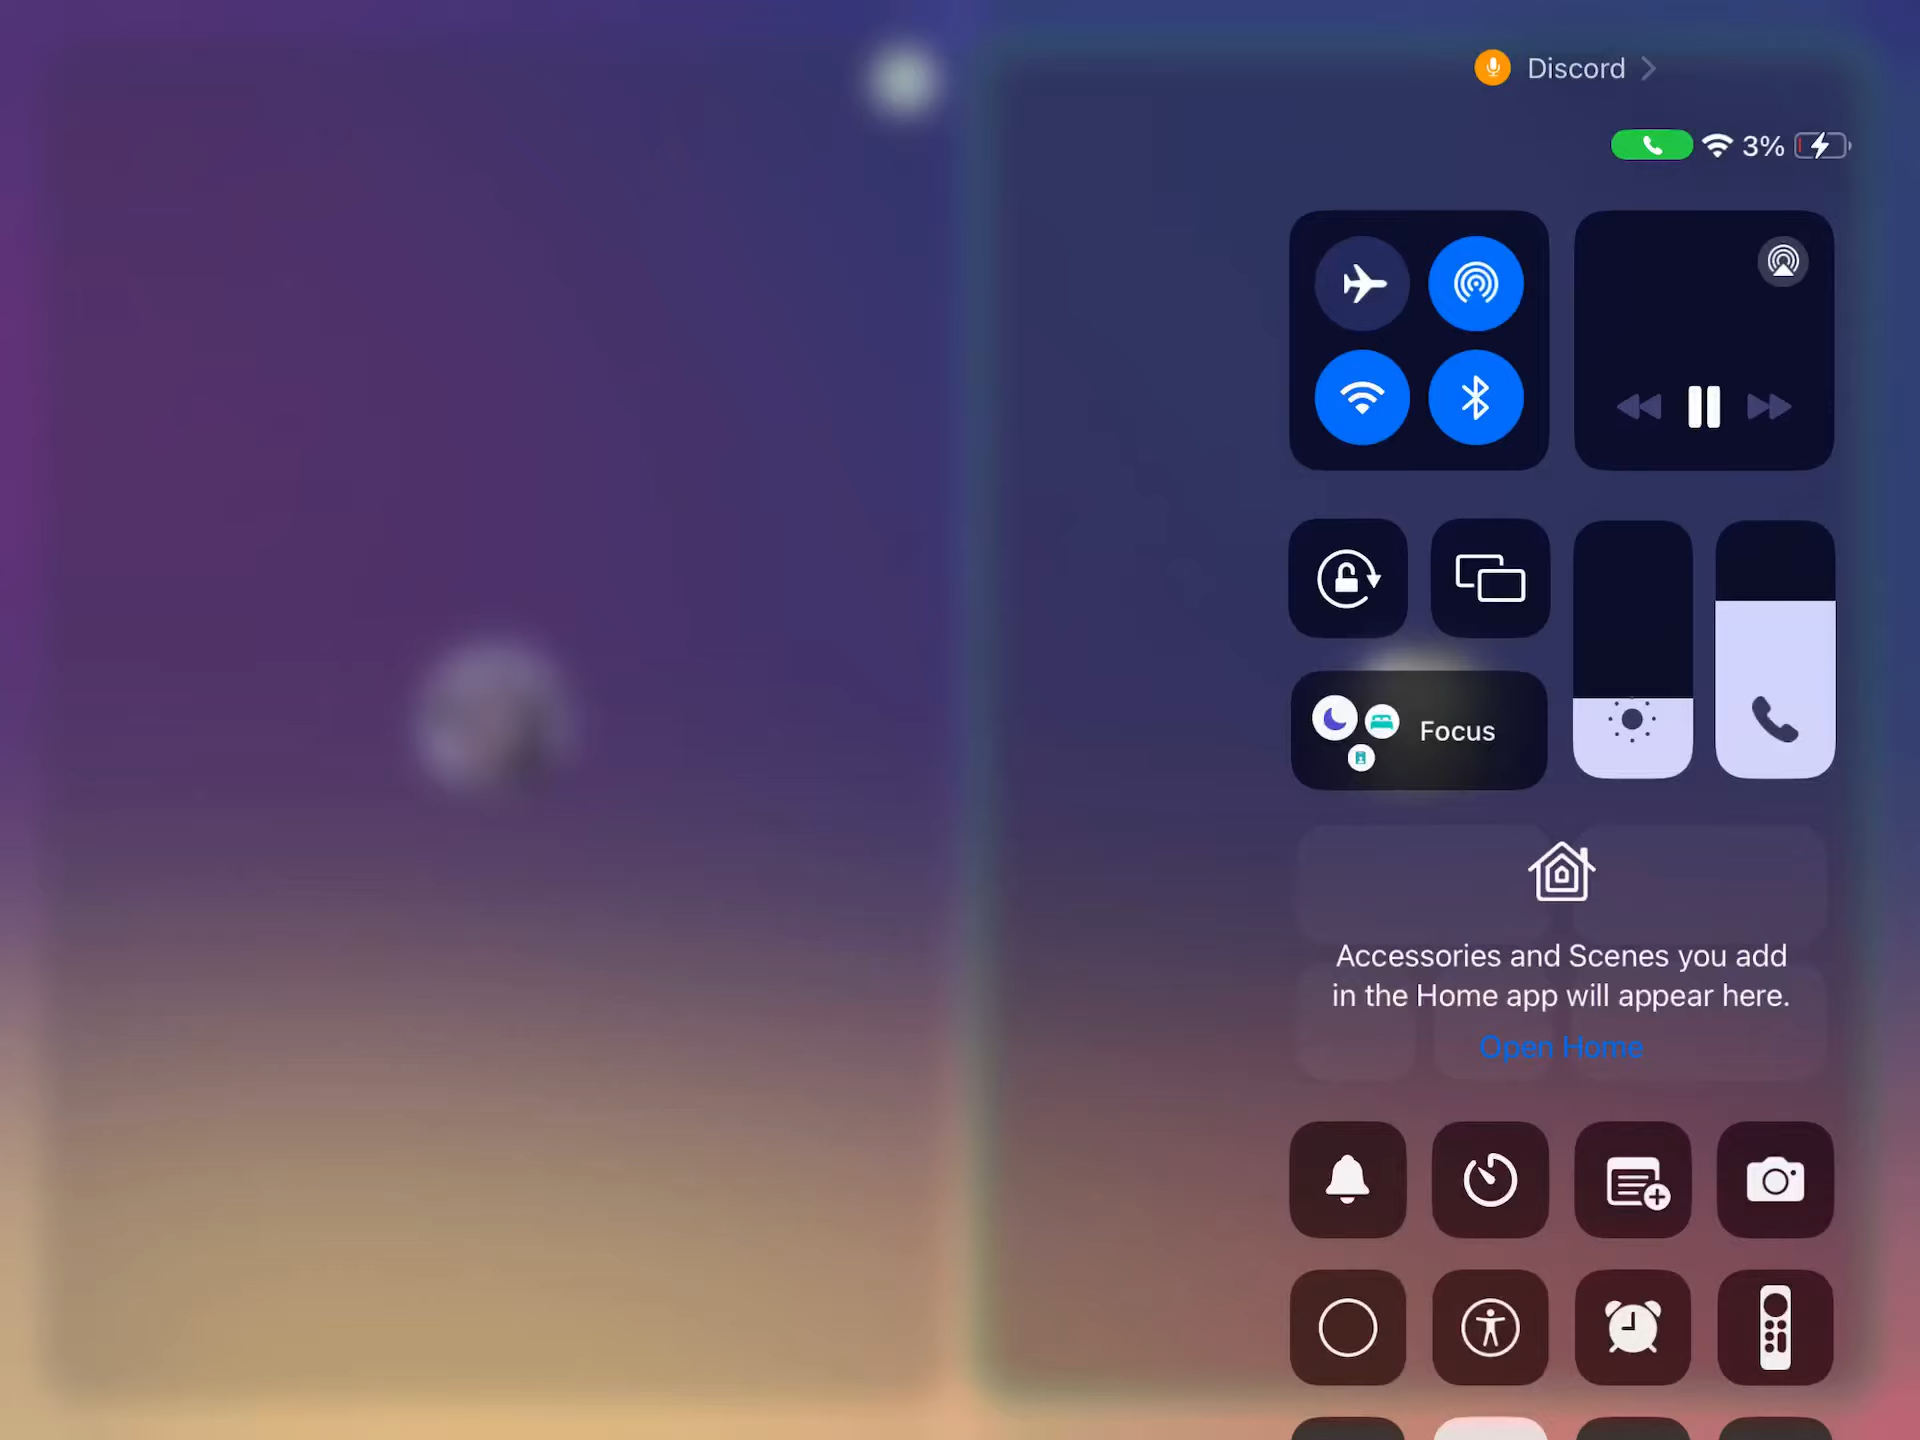 Discord
3%
Focus
Accessories and Scenes you add
in the Home app will appear here.
Open Home